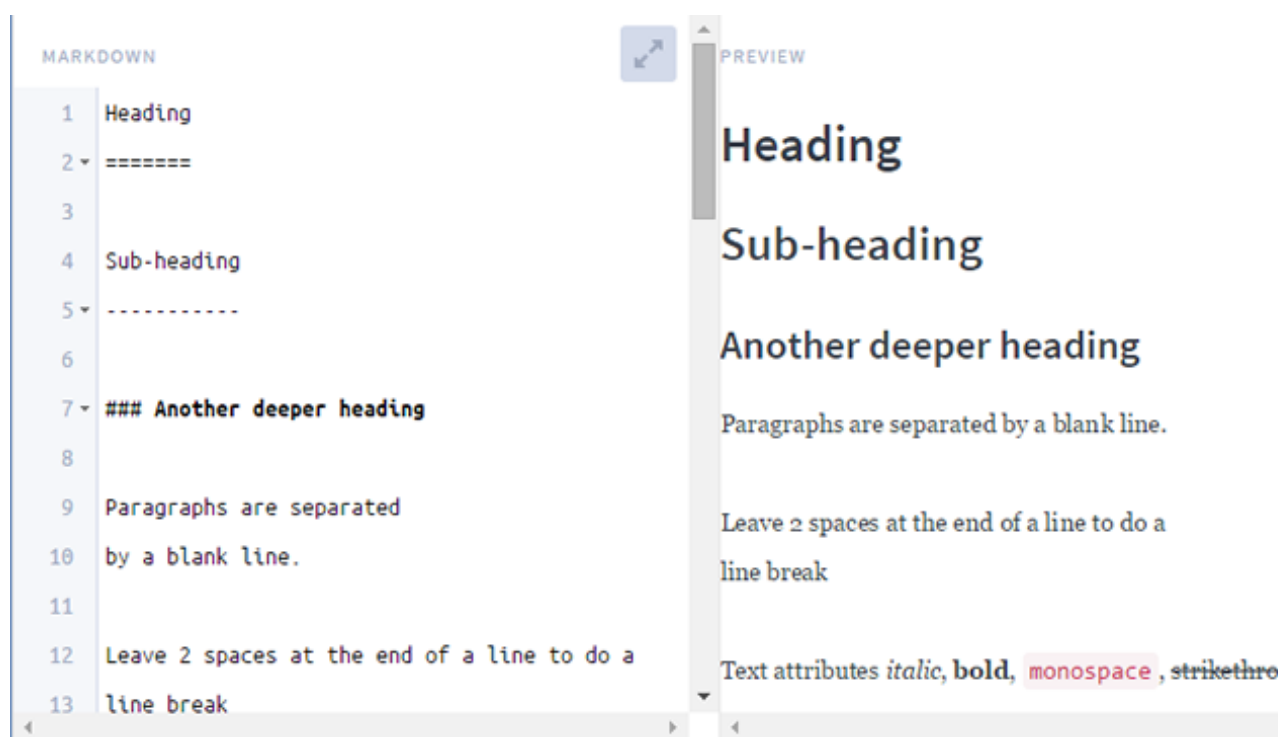 MARKDOWN
1 Heading
2 =======
3
4 Sub-heading
5 -----------
6
7 ### Another deeper heading
8
9 Paragraphs are separated
10 by a blank line.
11
12 Leave 2 spaces at the end of a line to do a
13 line break
PREVIEW
Heading
Sub-heading
Another deeper heading
Paragraphs are separated by a blank line.
Leave 2 spaces at the end of a line to do a
line break
Text attributes italic, bold, monospace, strikethro